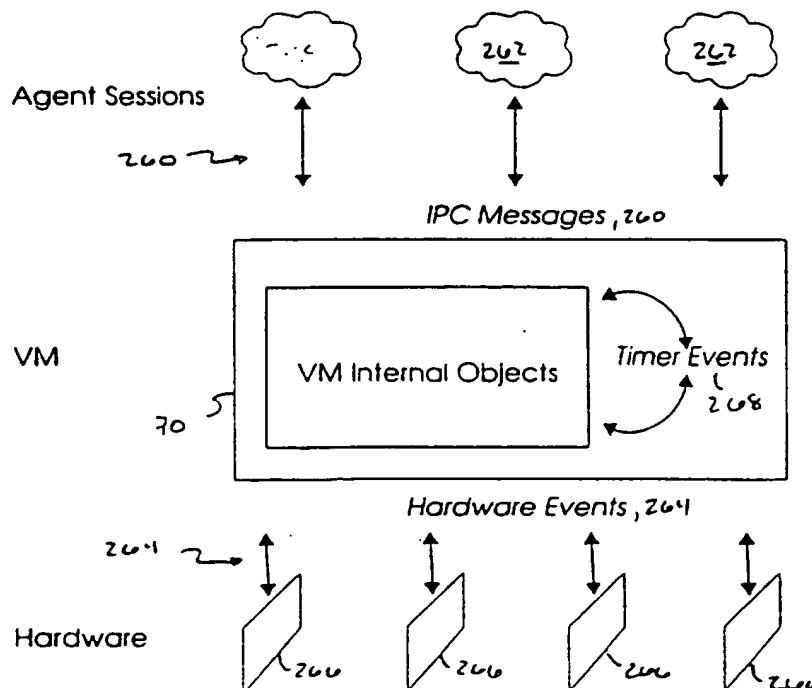 262
262
Agent Sessions
260
IPC Messages, 260
VM
VM Internal Objects
Timer Events
268
70
Hardware Events, 264
264
Hardware
266
266
266
266